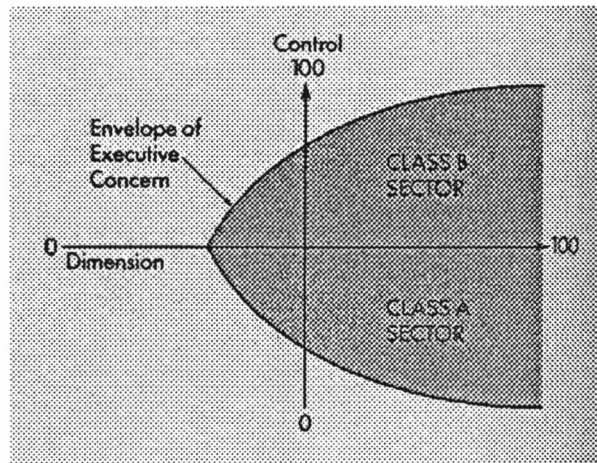 Control
100
Envelope of
Executive
Concern
CLASS B
SECTOR
0
Dimension
100
CLASS A
SECTOR
0